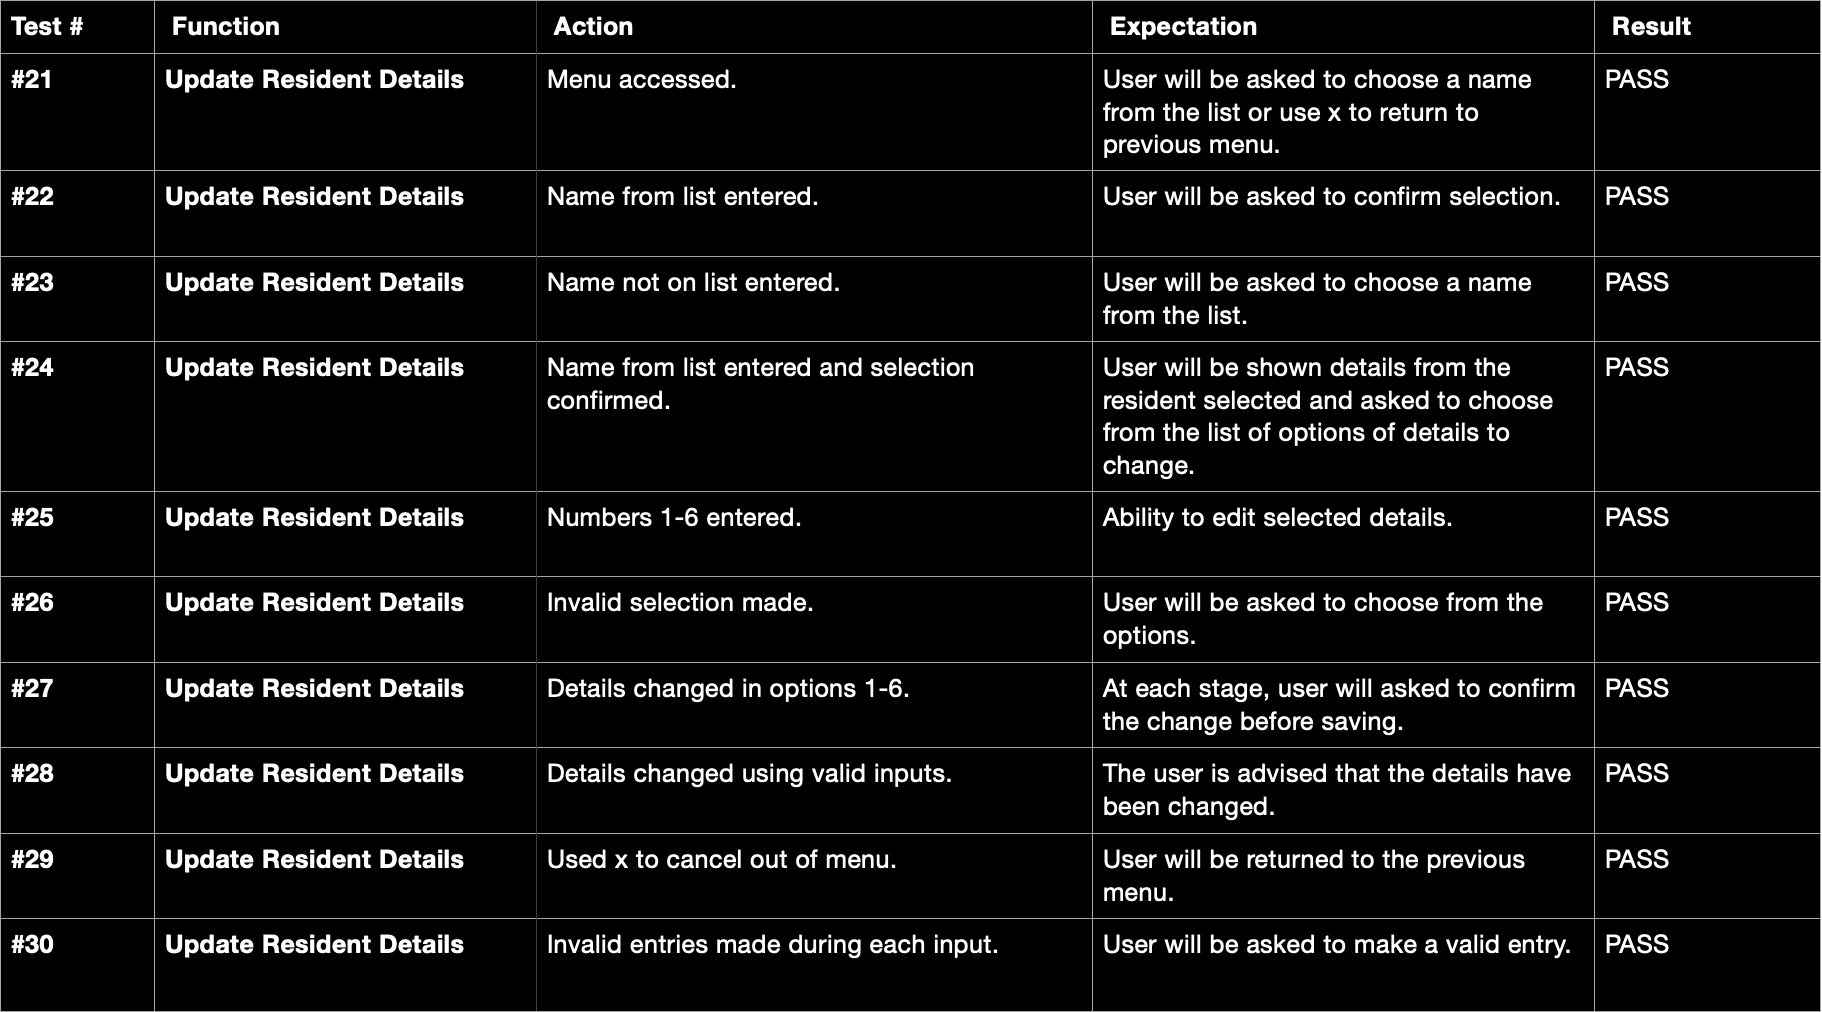 Test # Function Action Expectation Result
#21 Update Resident Details Menu accessed. User will be asked to choose a name PASS
from the list or use x to return to
previous menu.
#22 Update Resident Details Name from list entered. User will be asked to confirm selection. PASS
#23 Update Resident Details Name not on list entered. User will be asked to choose a name PASS
from the list.
#24 Update Resident Details Name from list entered and selection User will be shown details from the PASS
confirmed. resident selected and asked to choose
from the list of options of details to
change.
#25 Update Resident Details Numbers 1-6 entered. Ability to edit selected details. PASS
#26 Update Resident Details Invalid selection made. User will be asked to choose from the PASS
options.
#27 Update Resident Details Details changed in options 1-6. At each stage, user will asked to confirm PASS
the change before saving.
#28 Update Resident Details Details changed using valid inputs. The user is advised that the details have PASS
been changed.
#29 Update Resident Details Used x to cancel out of menu. User will be returned to the previous PASS
menu.
#30 Update Resident Details Invalid entries made during each input. User will be asked to make a valid entry. PASS